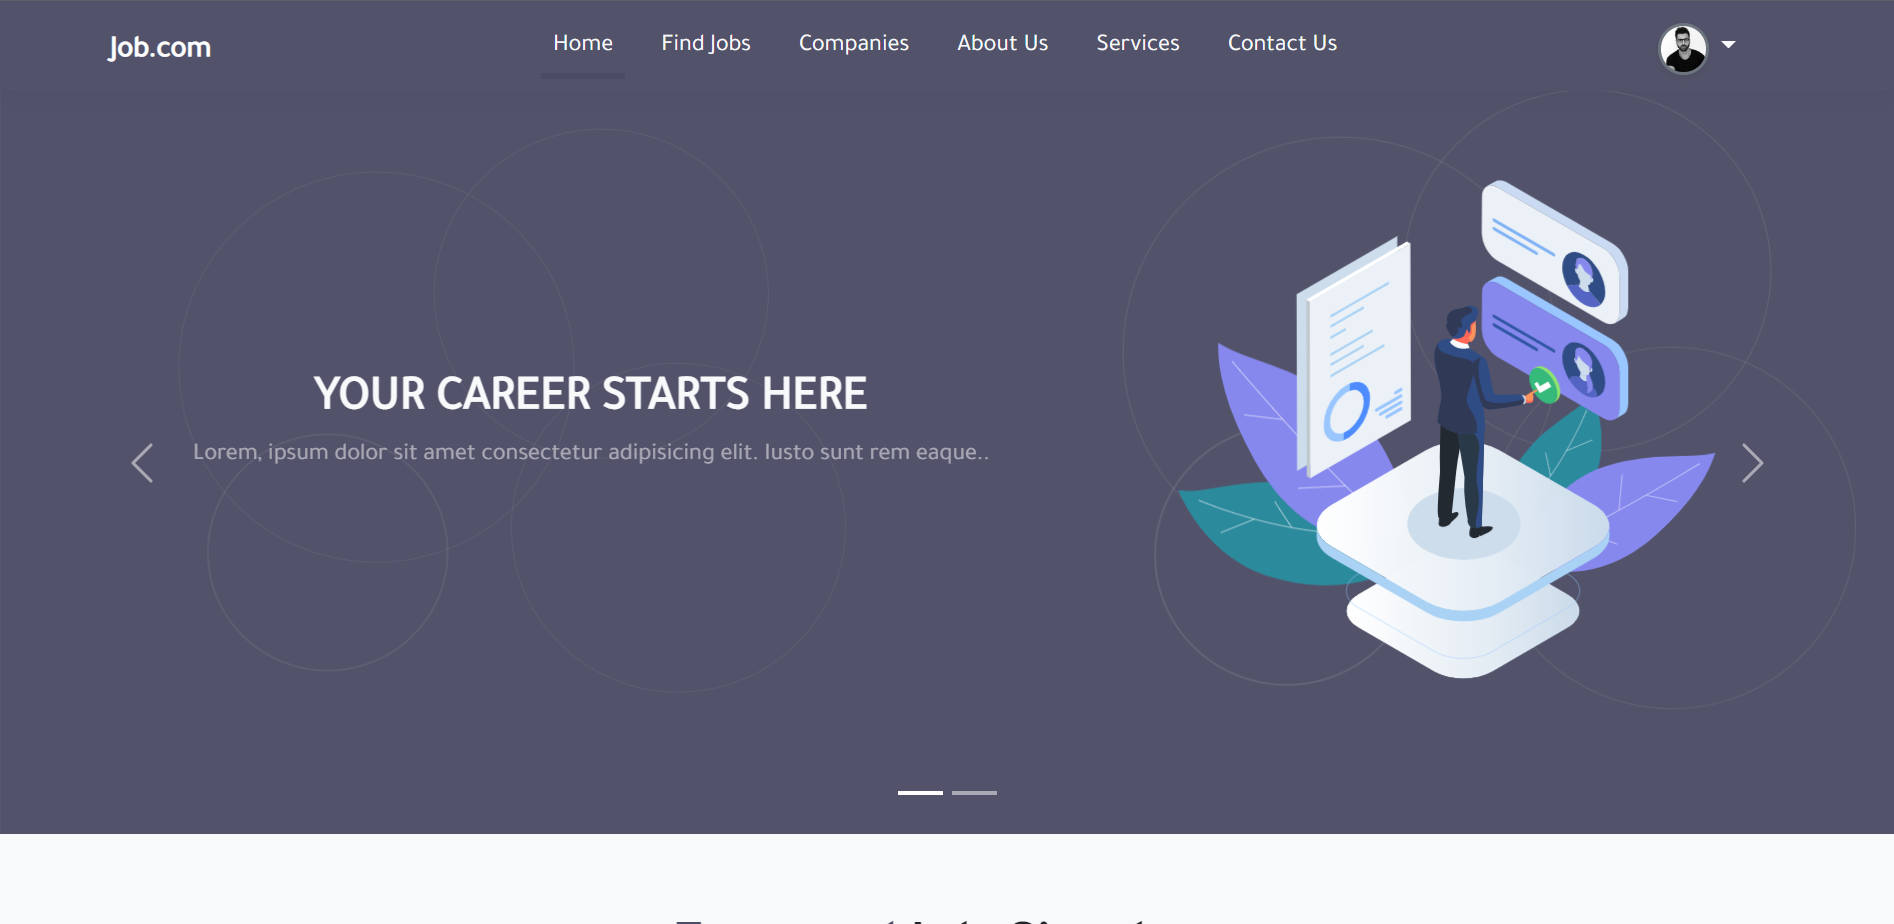 Job.com
Home
Find Jobs
Companies
About Us
Services
Contact Us
YOUR CAREER STARTS HERE
Lorem, ipsum dolor sit amet consectetur adipisicing elit. Iusto sunt rem eaque..